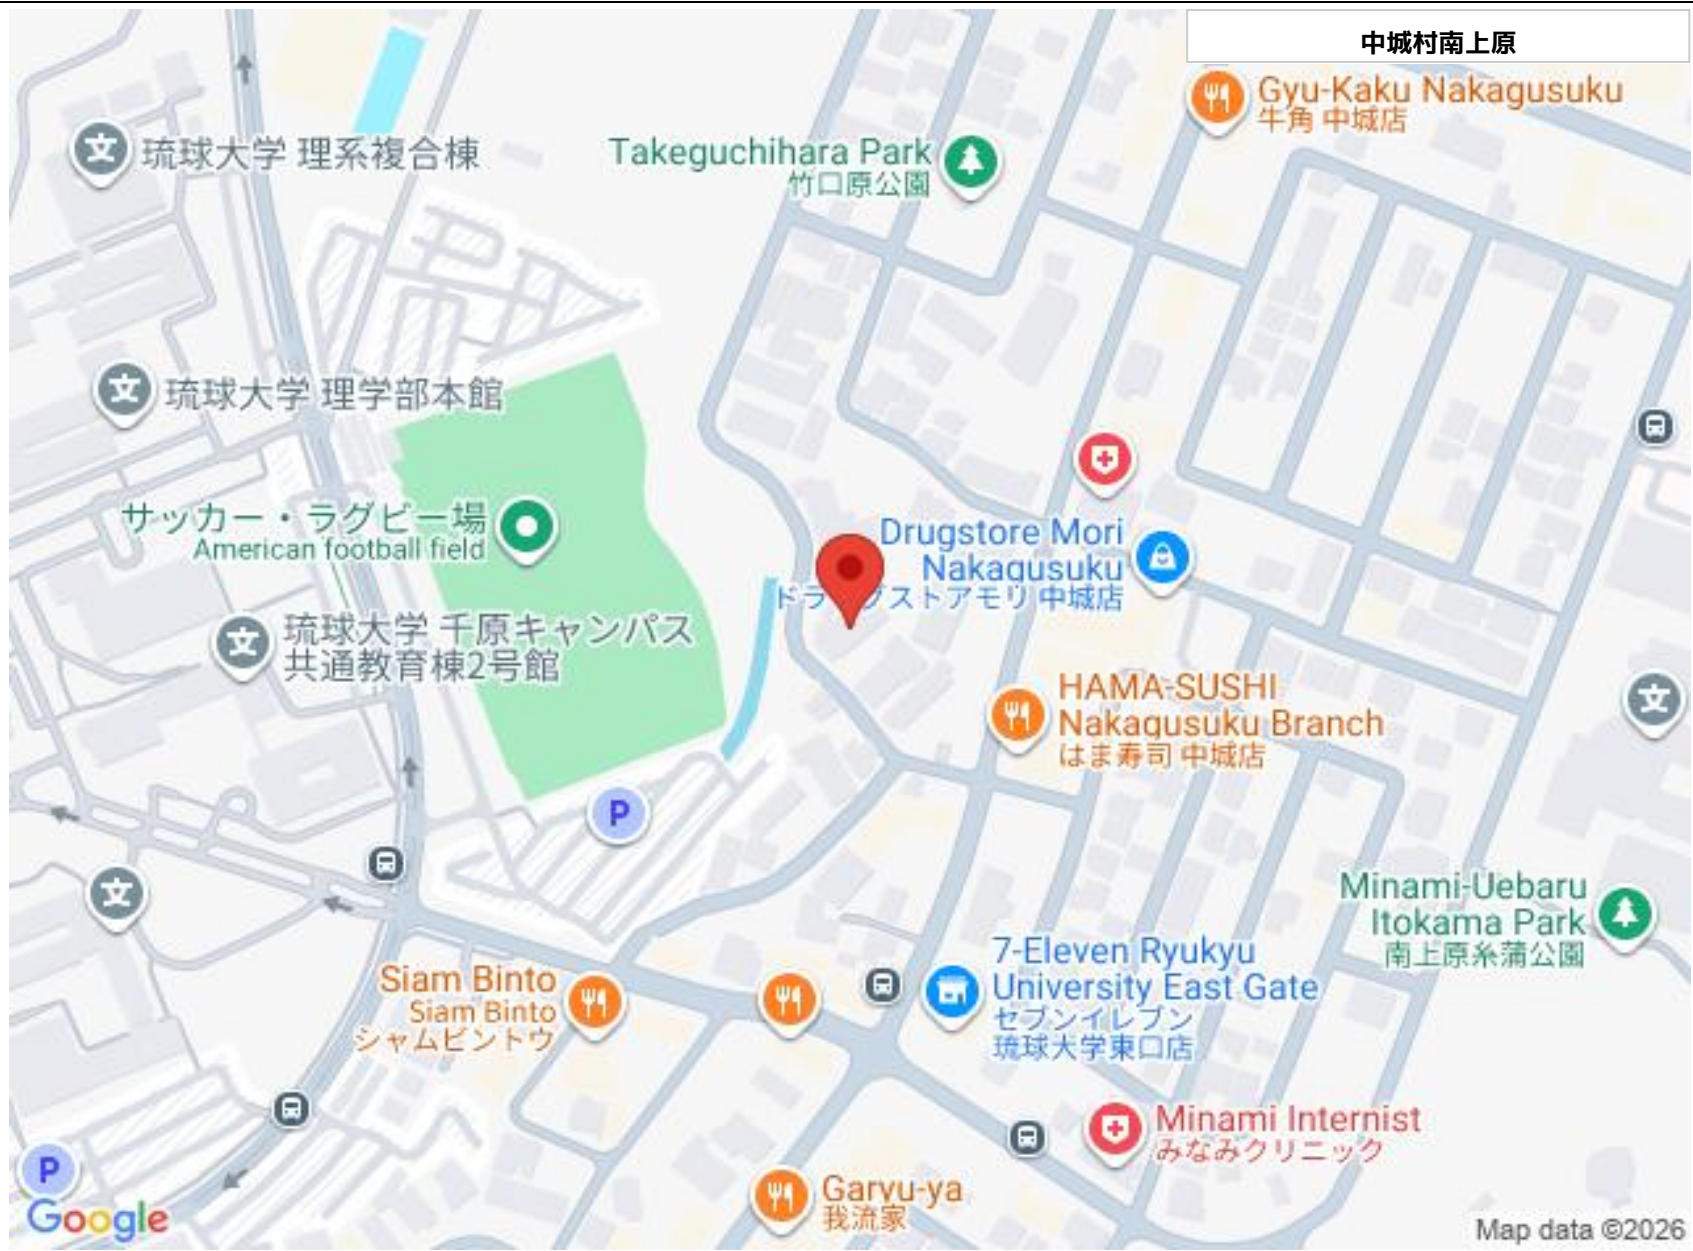 中城村南上原
Gyu-Kaku Nakagusuku
牛角 中城店
琉球大学 理系複合棟
Takeguchihara Park
竹口原公園
琉球大学 理学部本館
サッカー・ラグビー場
American football field
Drugstore Mori
Nakagusuku
ドラッグストアモリ 中城店
琉球大学 千原キャンパス
共通教育棟2号館
HAMA-SUSHI
Nakagusuku Branch
はま寿司 中城店
P
Minami-Uebaru
Itokama Park
南上原糸蒲公園
7-Eleven Ryukyu
University East Gate
セブンイレブン
琉球大学東口店
Siam Binto
Siam Binto
シャムビントウ
Minami Internist
みなみクリニック
P
Garyu-ya
我流家
Google
Map data ©2026
文
文
文
文
文